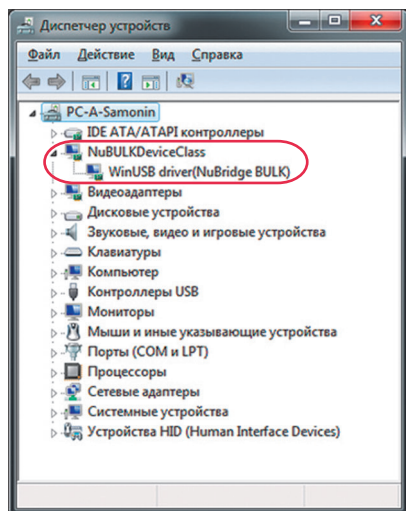 Диспетчер устройств
Файл Действие Вид Справка
PC-A-Samonin
IDE ATA/ATAPI контроллеры
NuBULKDeviceClass
WinUSB driver(NuBridge BULK)
Видеоадаптеры
Дисковые устройства
Звуковые, видео и игровые устройства
Клавиатуры
Компьютер
Контроллеры USB
Мониторы
Мыши и иные указывающие устройства
Порты (COM и LPT)
Процессоры
Сетевые адаптеры
Системные устройства
Устройства HID (Human Interface Devices)